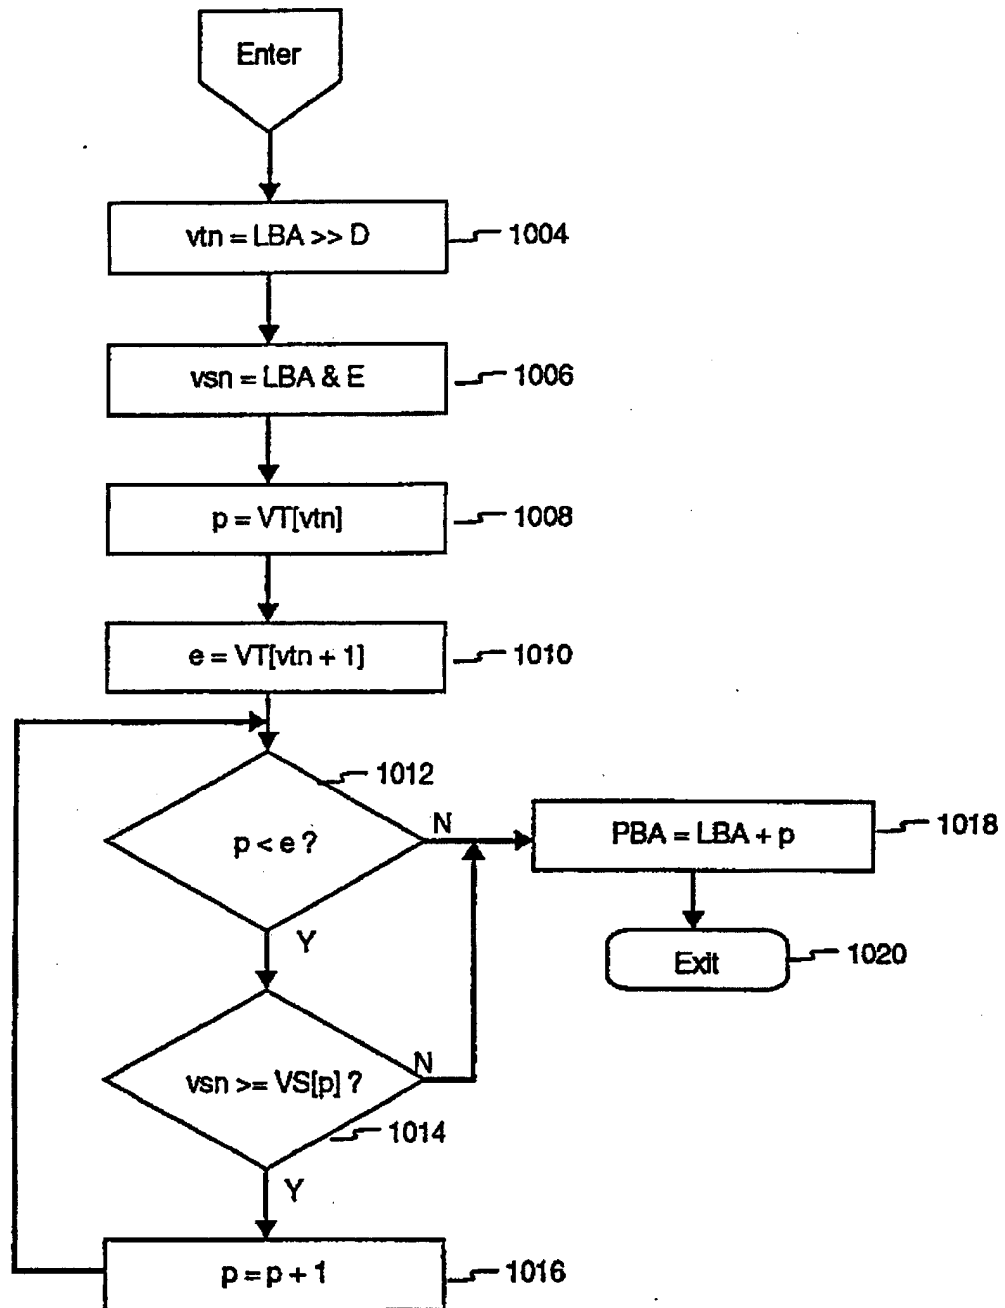 Enter
vtn = LBA >> D
1004
vsn = LBA & E
1006
p = VT[vtn]
1008
e = VT[vtn + 1]
1010
1012
p < e ?
N
PBA = LBA + p
1018
Y
Exit
1020
vsn >= VS[p] ?
N
1014
Y
p = p + 1
1016